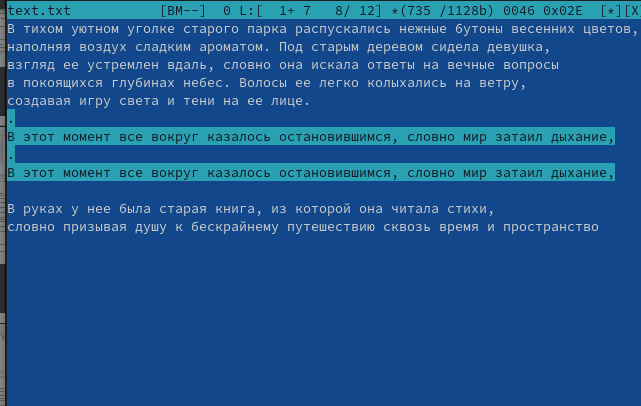 text.txt [BM--] 0 L:[ 1+ 7 8/ 12] *(735 /1128b) 0046 0x02E [*][X
В тихом уютном уголке старого парка распускались нежные бутоны весенних цветов,
наполняя воздух сладким ароматом. Под старым деревом сидела девушка,
взгляд ее устремлен вдаль, словно она искала ответы на вечные вопросы
в покоящихся глубинах небес. Волосы ее легко колыхались на ветру,
создавая игру света и тени на ее лице.
.
В этот момент все вокруг казалось остановившимся, словно мир затаил дыхание,
.
В этот момент все вокруг казалось остановившимся, словно мир затаил дыхание,
В руках у нее была старая книга, из которой она читала стихи,
словно призывая душу к бескрайнему путешествию сквозь время и пространство